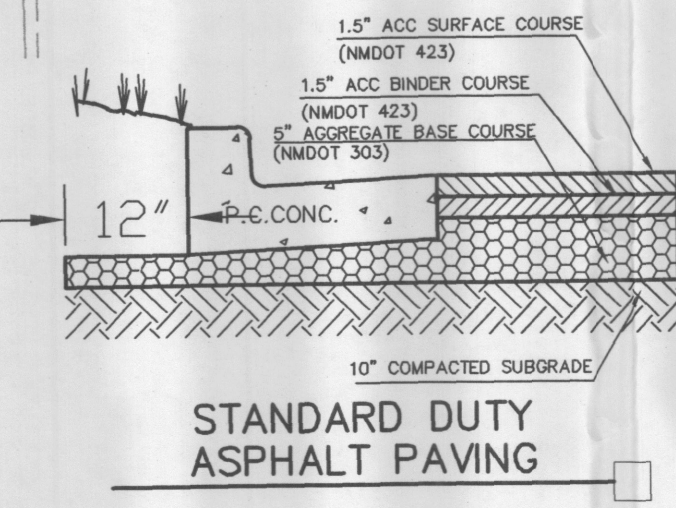 1.5" ACC SURFACE COURSE
(NMDOT 423)
1.5" ACC BINDER COURSE
(NMDOT 423)
5" AGGREGATE BASE COURSE
(NMDOT 303)
12"
P.C.CONC.
10" COMPACTED SUBGRADE
STANDARD DUTY
ASPHALT PAVING